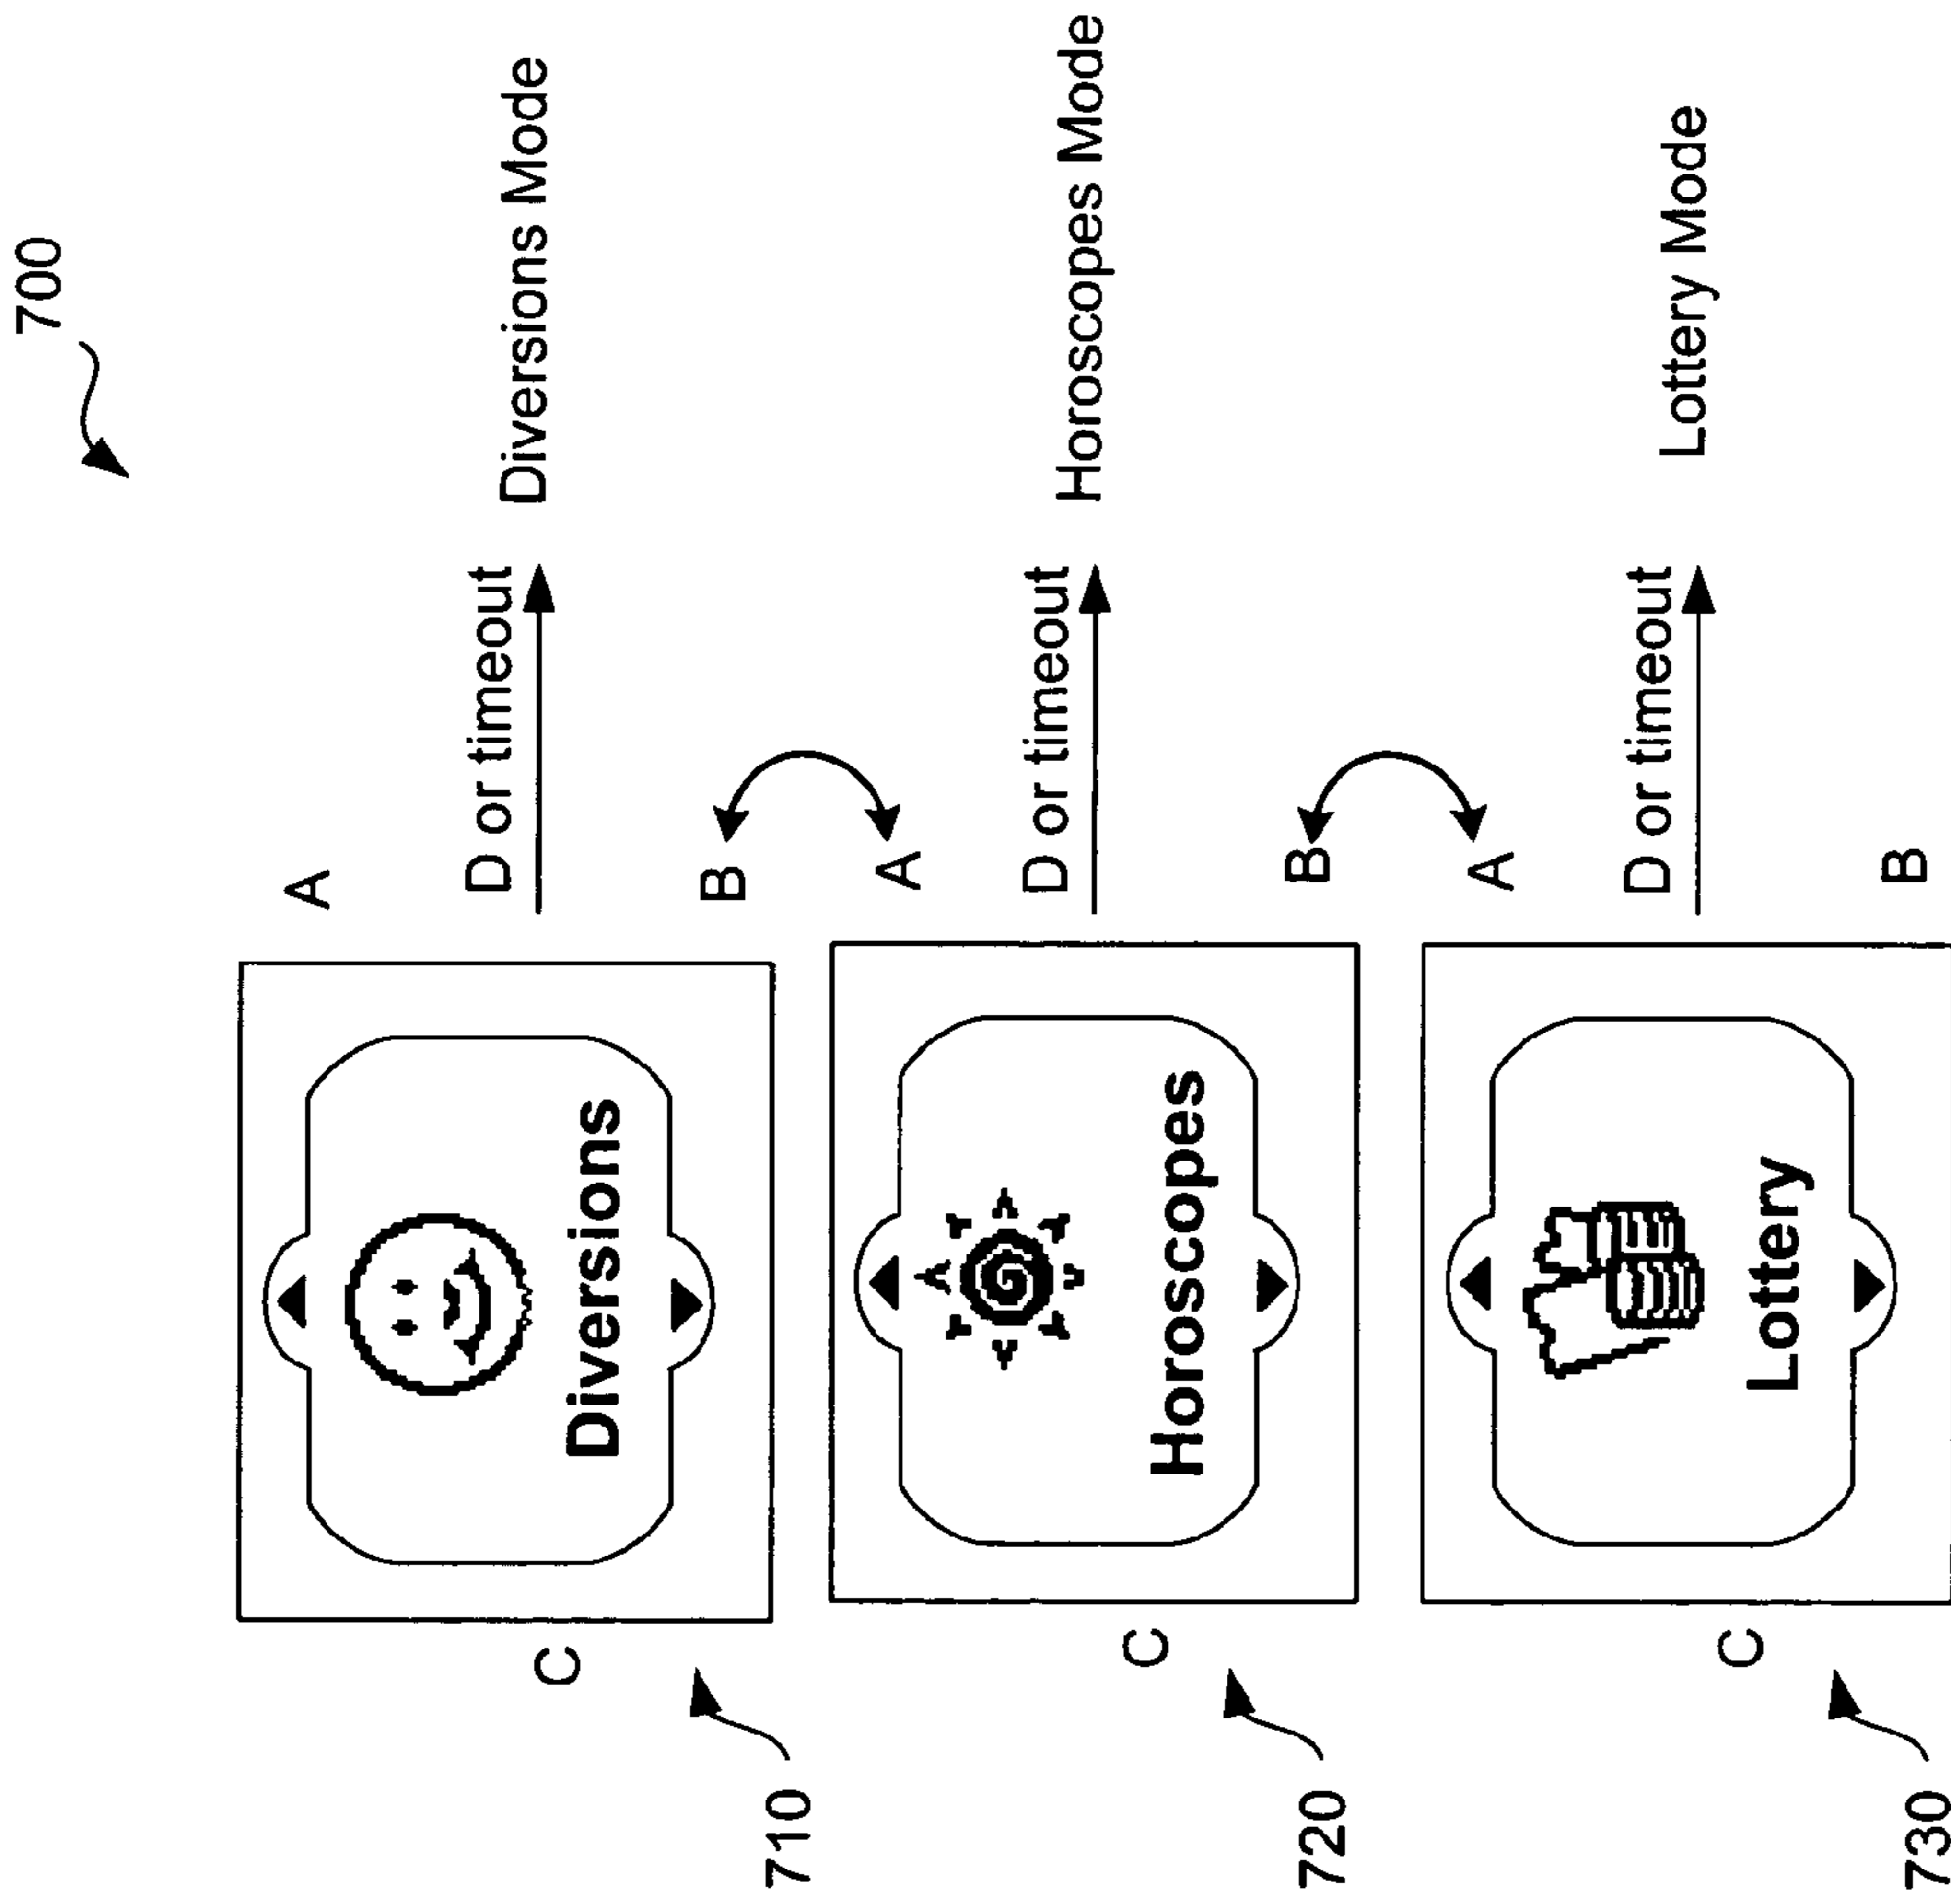 700
A
D or timeout
Diversions Mode
C
Diversions
B
710
A
D or timeout
Horoscopes Mode
C
Horoscopes
B
720
A
D or timeout
Lottery Mode
C
Lottery
B
730